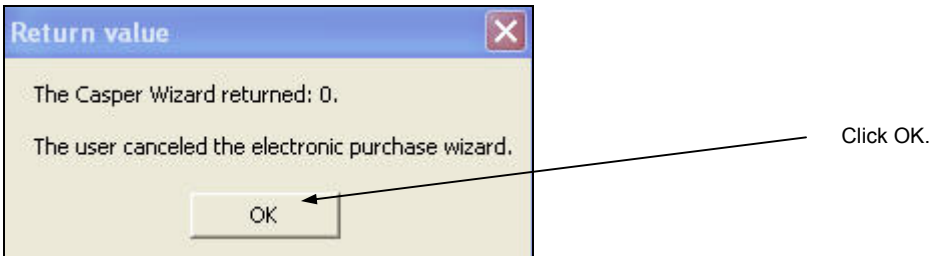 Return value
The Casper Wizard returned: 0.
The user canceled the electronic purchase wizard.
Click OK.
OK